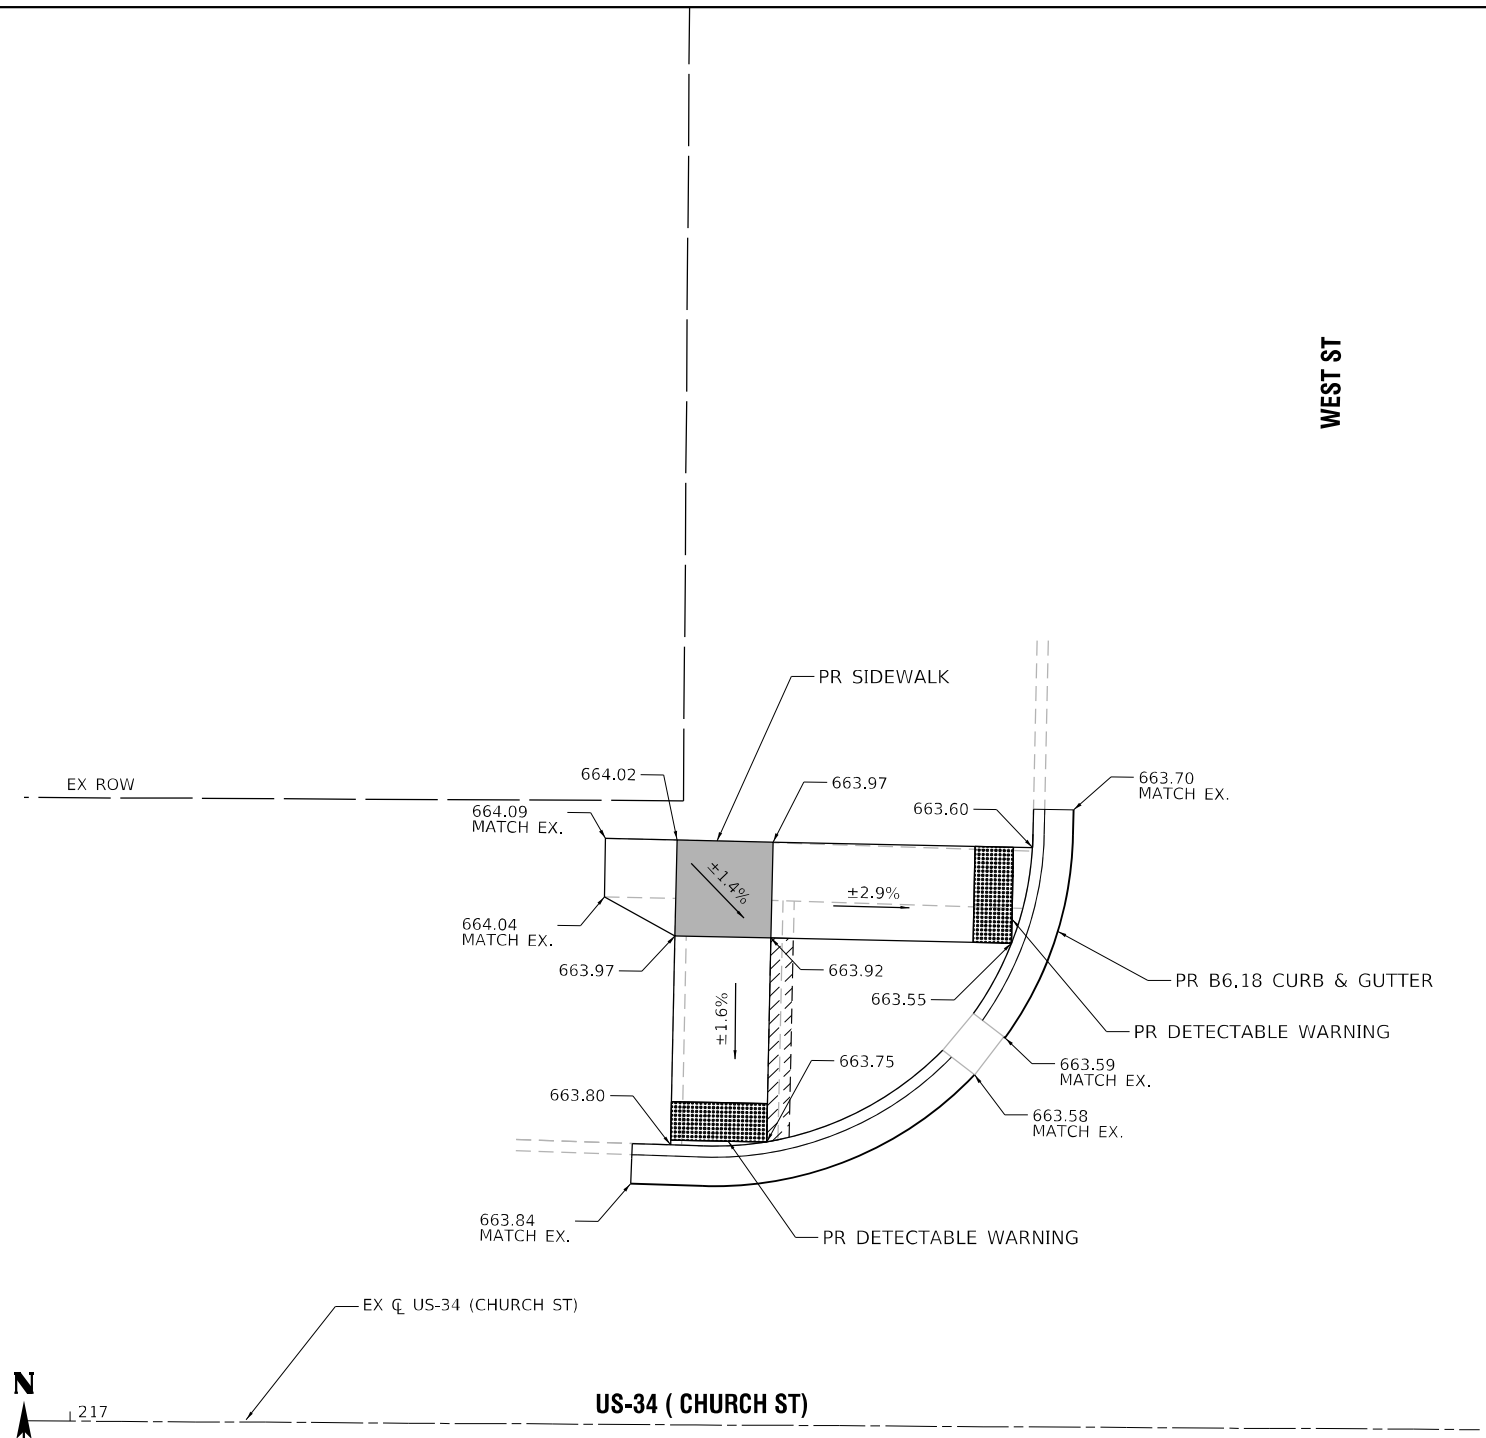 WEST ST
PR SIDEWALK
EX ROW
664.02
663.97
663.70
MATCH EX.
664.09
MATCH EX.
663.60
±1.4%
±2.9%
664.04
MATCH EX.
663.97
663.92
663.55
PR B6.18 CURB & GUTTER
±1.6%
PR DETECTABLE WARNING
663.75
663.59
MATCH EX.
663.80
663.58
MATCH EX.
663.84
MATCH EX.
PR DETECTABLE WARNING
EX ℄ US-34 (CHURCH ST)
N
217
US-34 ( CHURCH ST)